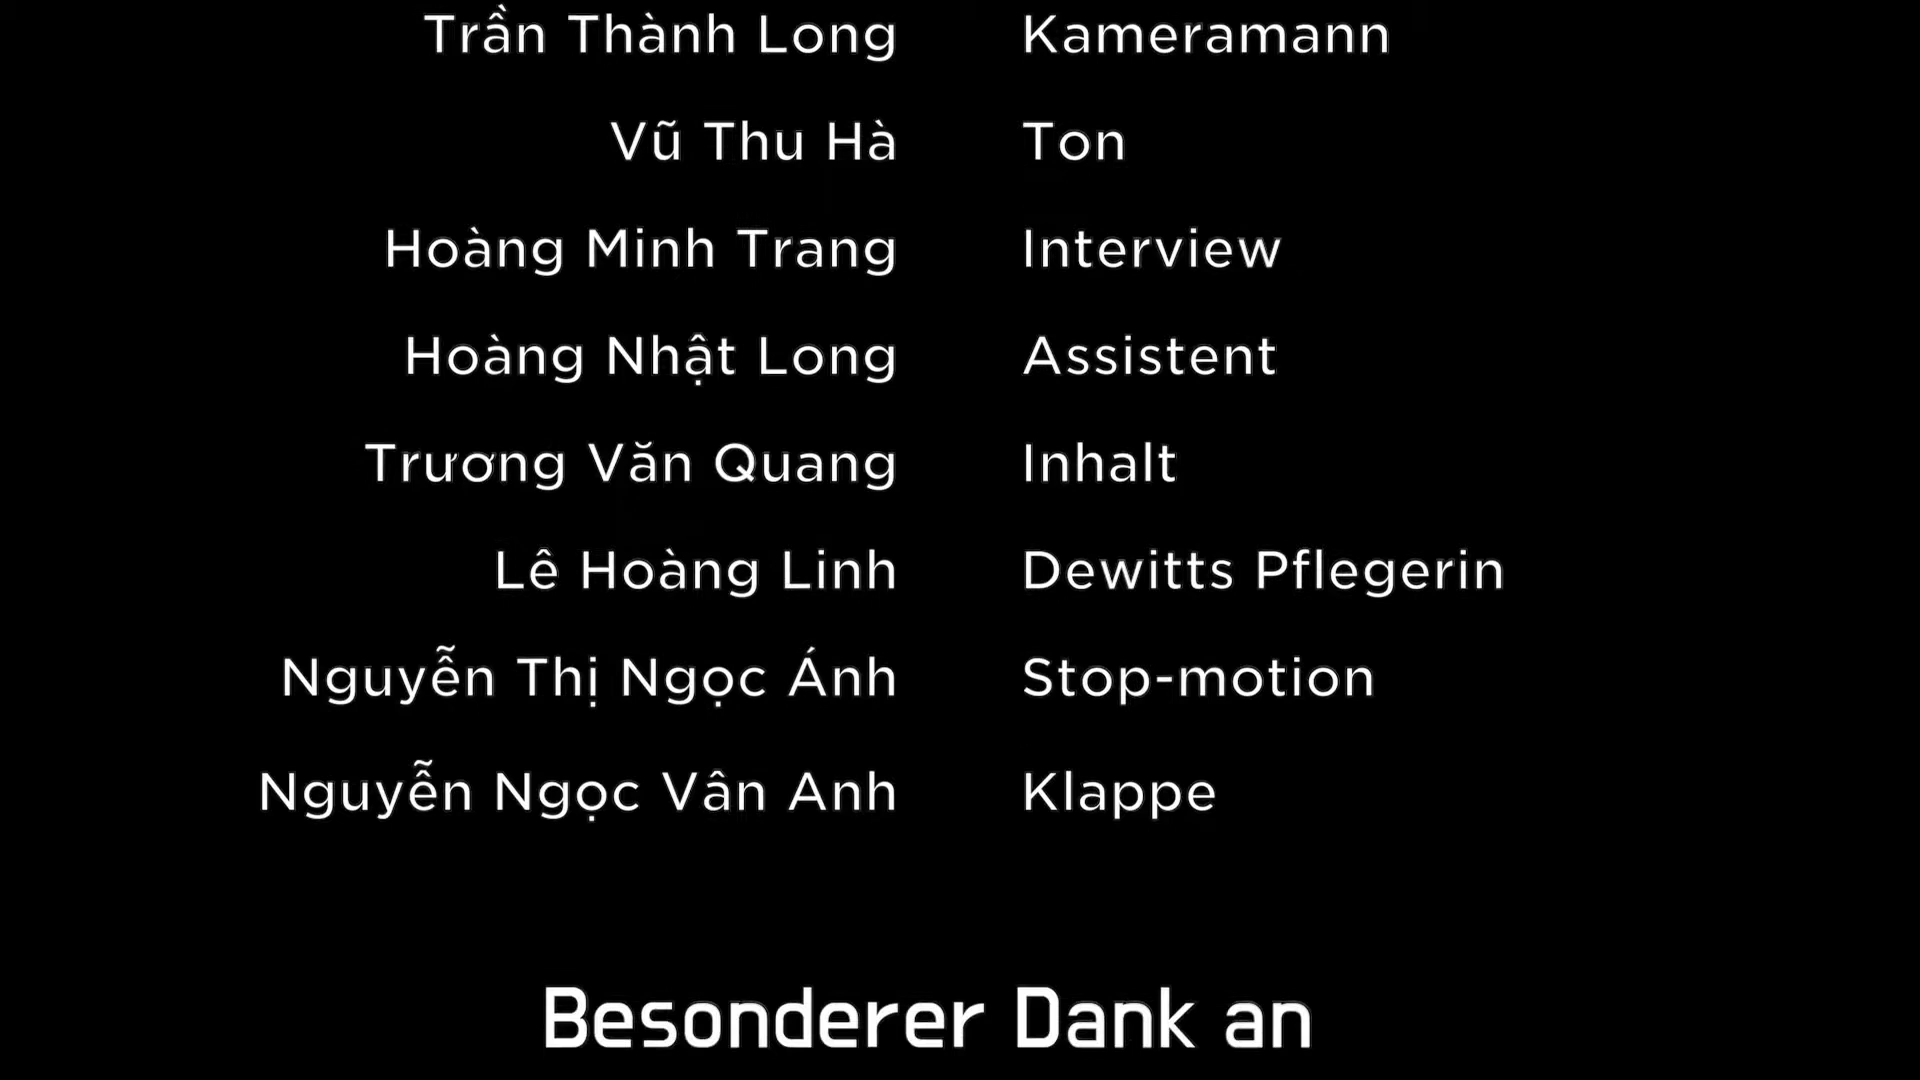 Trần Thành Long Kameramann
Vũ Thu Hà Ton
Hoàng Minh Trang Interview
Hoàng Nhật Long Assistent
Trương Văn Quang Inhalt
Lê Hoàng Linh Dewitts Pflegerin
Nguyễn Thị Ngọc Ánh Stop-motion
Nguyễn Ngọc Vân Anh Klappe
Besonderer Dank an